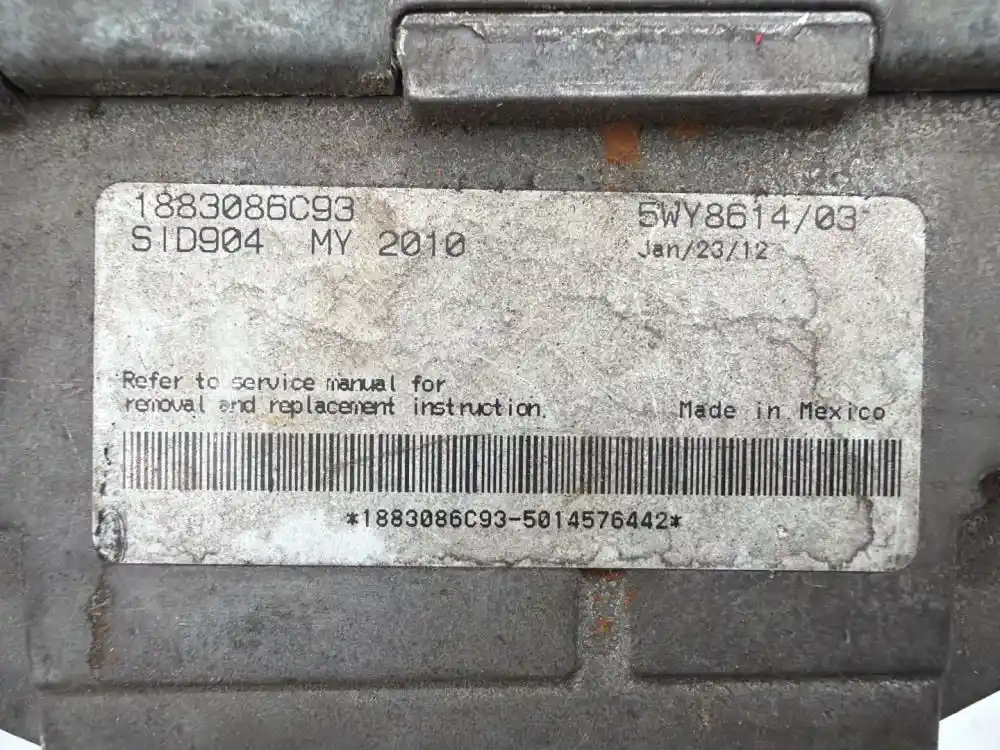 1883086C93
5WY8614/03
SID904 MY 2010
Jan/23/12
Refer to service manual for
removal and replacement instruction.
Made in Mexico
*1883086C93-5014576442*